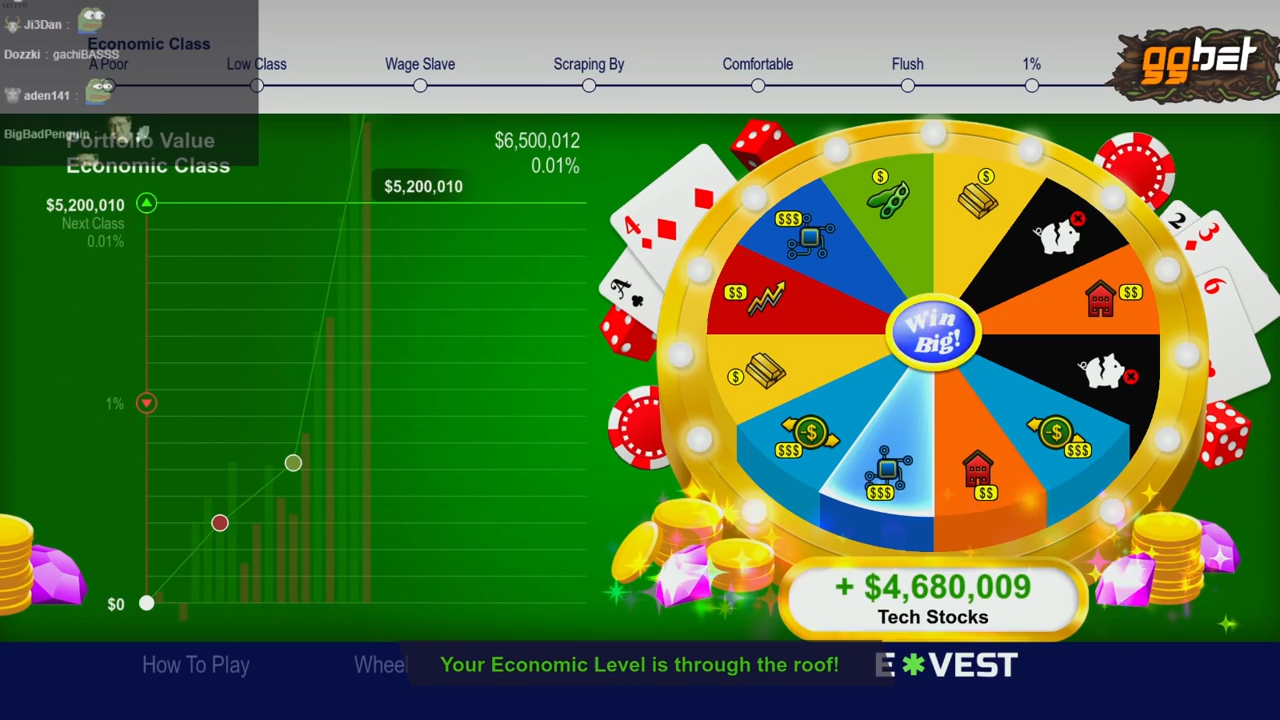 Ji3Dan :
Dozzki : gachiBASSS
aden141 :
BigBadPenguin :
Economic Class
A Poor
Low Class
Wage Slave
Scraping By
Comfortable
Flush
1%
gg.bet
Portfolio Value
$6,500,012
Economic Class
0.01%
$5,200,010
$5,200,010
Next Class
0.01%
1%
$0
4
A
2
3
6
$
$
$$$
$$
$$
$
$$$
-$
$$$
$$
-$
$$$
Win
Big!
+ $4,680,009
Tech Stocks
How To Play
Wheel
Your Economic Level is through the roof!
E*VEST